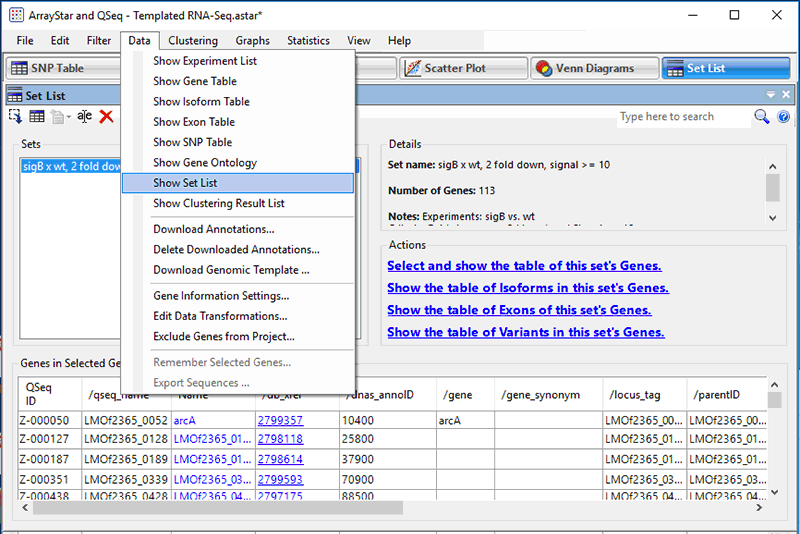 ArrayStar and QSeq - Templated RNA-Seq.astar*
File Edit Filter Data Clustering Graphs Statistics View Help
SNP Table Scatter Plot Venn Diagrams Set List
Set List
Type here to search
Show Experiment List
Show Gene Table
Show Isoform Table
Show Exon Table
Show SNP Table
Show Gene Ontology
Show Set List
Show Clustering Result List
Download Annotations...
Delete Downloaded Annotations...
Download Genomic Template ...
Gene Information Settings...
Edit Data Transformations...
Exclude Genes from Project...
Remember Selected Genes...
Export Sequences ...
Sets
sigB x wt, 2 fold down
Details
Set name: sigB x wt, 2 fold down, signal >= 10
Number of Genes: 113
Notes: Experiments: sigB vs. wt
Actions
Select and show the table of this set's Genes.
Show the table of Isoforms in this set's Genes.
Show the table of Exons of this set's Genes.
Show the table of Variants in this set's Genes.
Genes in Selected Ge
QSeq ID /qseq_name Name /db_xref /dnas_annoID /gene /gene_synonym /locus_tag /parentID
Z-000050 LMOf2365_0052 arcA 2799357 10400 arcA LMOf2365_00... LMOf2365_00...
Z-000127 LMOf2365_0128 LMOf2365_01... 2798118 25800 LMOf2365_01... LMOf2365_01...
Z-000187 LMOf2365_0189 LMOf2365_01... 2798614 37900 LMOf2365_01... LMOf2365_01...
Z-000351 LMOf2365_0339 LMOf2365_03... 2799593 70900 LMOf2365_03... LMOf2365_03...
Z-000438 LMOf2365_0428 LMOf2365_04... 2797175 88500 LMOf2365_04... LMOf2365_04...